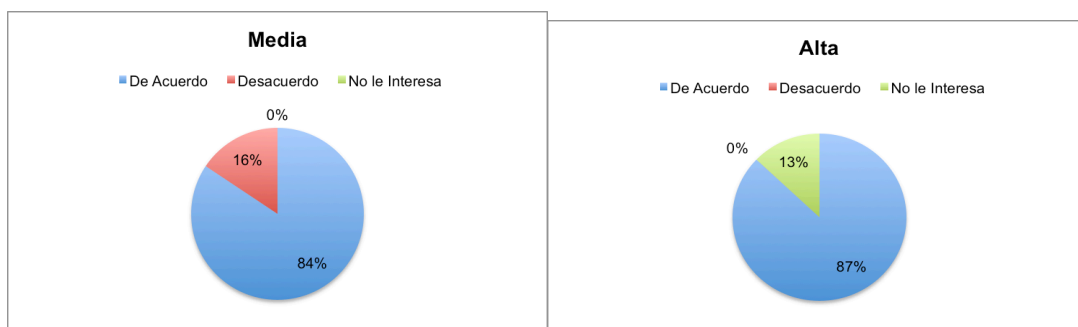 Media
De Acuerdo Desacuerdo No le Interesa
0%
16%
84%
Alta
De Acuerdo Desacuerdo No le Interesa
0%
13%
87%